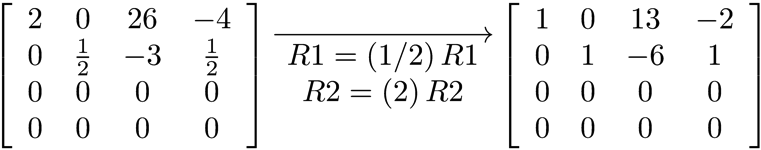 2 0 26 −4 1 0 13 −2
0 1/2 −3 1/2 R1 = (1/2) R1 0 1 −6 1
0 0 0 0 R2 = (2) R2 0 0 0 0
0 0 0 0 0 0 0 0